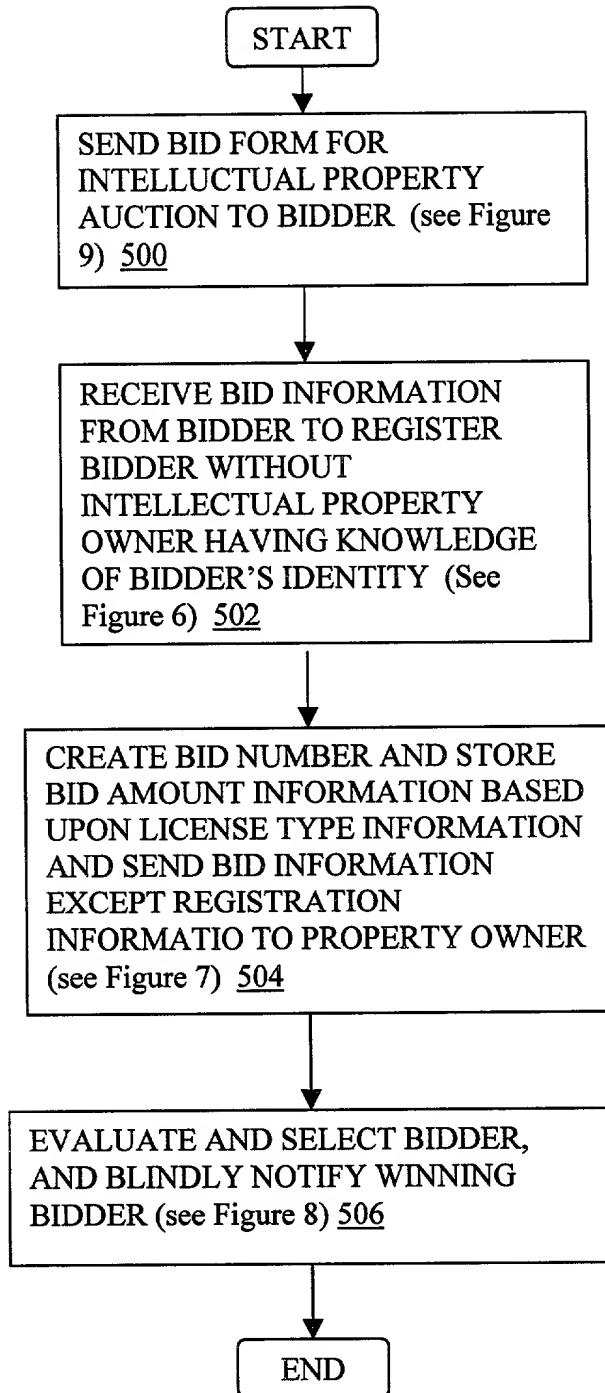 START
SEND BID FORM FOR
INTELLUCTUAL PROPERTY
AUCTION TO BIDDER (see Figure
9) 500
RECEIVE BID INFORMATION
FROM BIDDER TO REGISTER
BIDDER WITHOUT
INTELLECTUAL PROPERTY
OWNER HAVING KNOWLEDGE
OF BIDDER'S IDENTITY (See
Figure 6) 502
CREATE BID NUMBER AND STORE
BID AMOUNT INFORMATION BASED
UPON LICENSE TYPE INFORMATION
AND SEND BID INFORMATION
EXCEPT REGISTRATION
INFORMATIO TO PROPERTY OWNER
(see Figure 7) 504
EVALUATE AND SELECT BIDDER,
AND BLINDLY NOTIFY WINNING
BIDDER (see Figure 8) 506
END